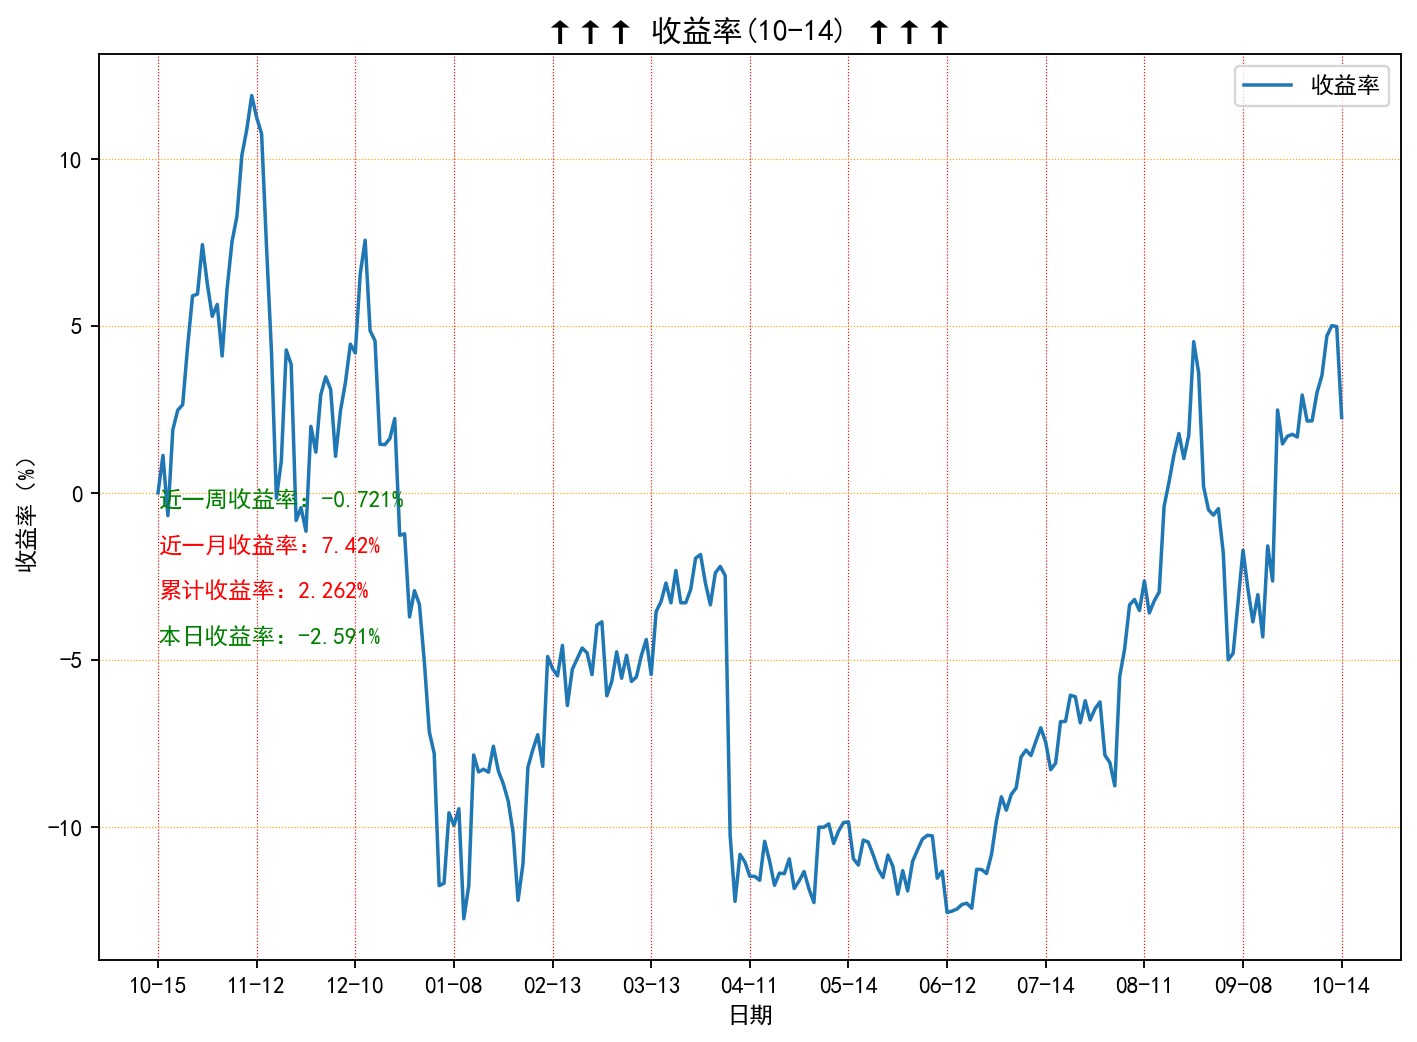 ↑↑↑ 收益率(10-14) ↑↑↑
收益率
收益率（%）
10
5
0
-5
-10
近一周收益率：-0.721%
近一月收益率：7.42%
累计收益率：2.262%
本日收益率：-2.591%
10-15 11-12 12-10 01-08 02-13 03-13 04-11 05-14 06-12 07-14 08-11 09-08 10-14
日期